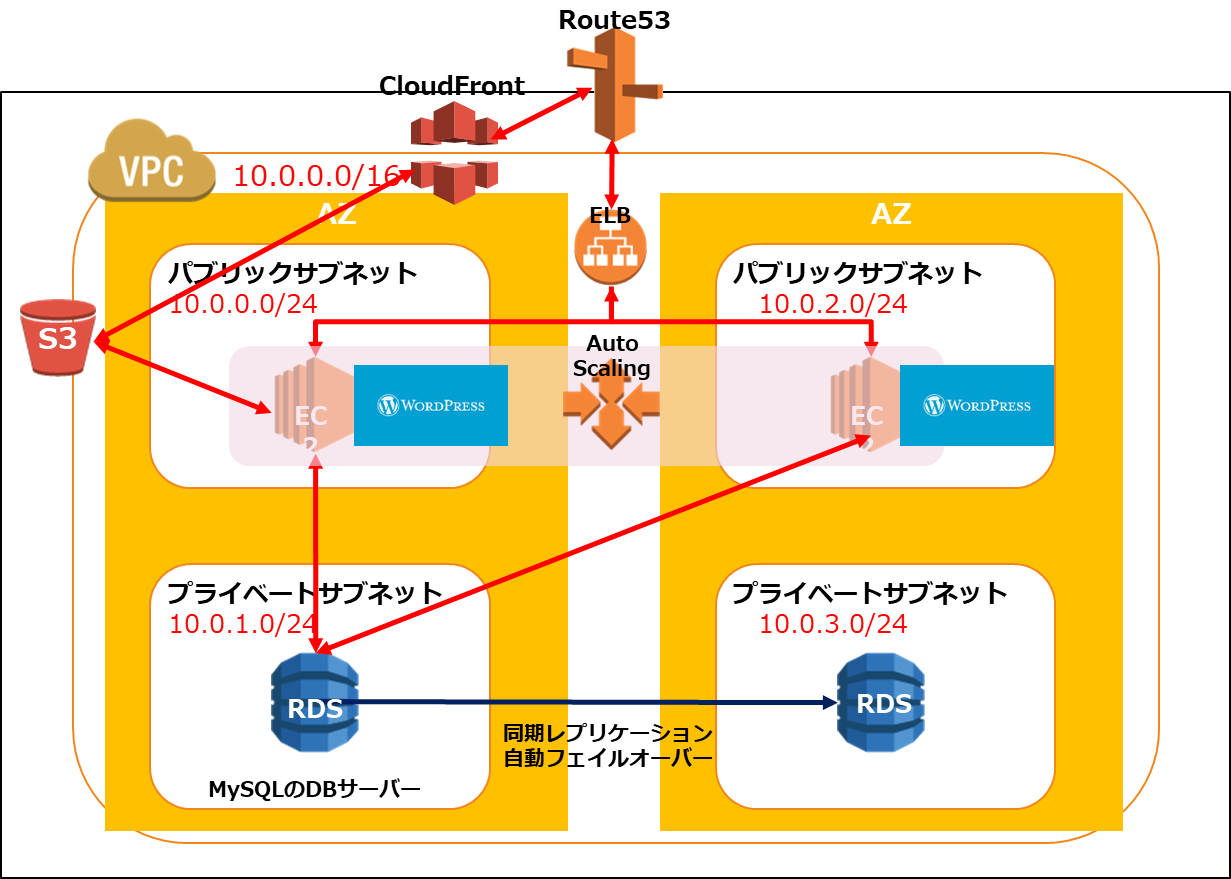 Route53
CloudFront
VPC
10.0.0.0/16
AZ
AZ
ELB
パブリックサブネット
10.0.0.0/24
パブリックサブネット
10.0.2.0/24
S3
Auto
Scaling
EC
2
WORDPRESS
EC
2
WORDPRESS
プライベートサブネット
10.0.1.0/24
プライベートサブネット
10.0.3.0/24
RDS
RDS
同期レプリケーション
自動フェイルオーバー
MySQLのDBサーバー